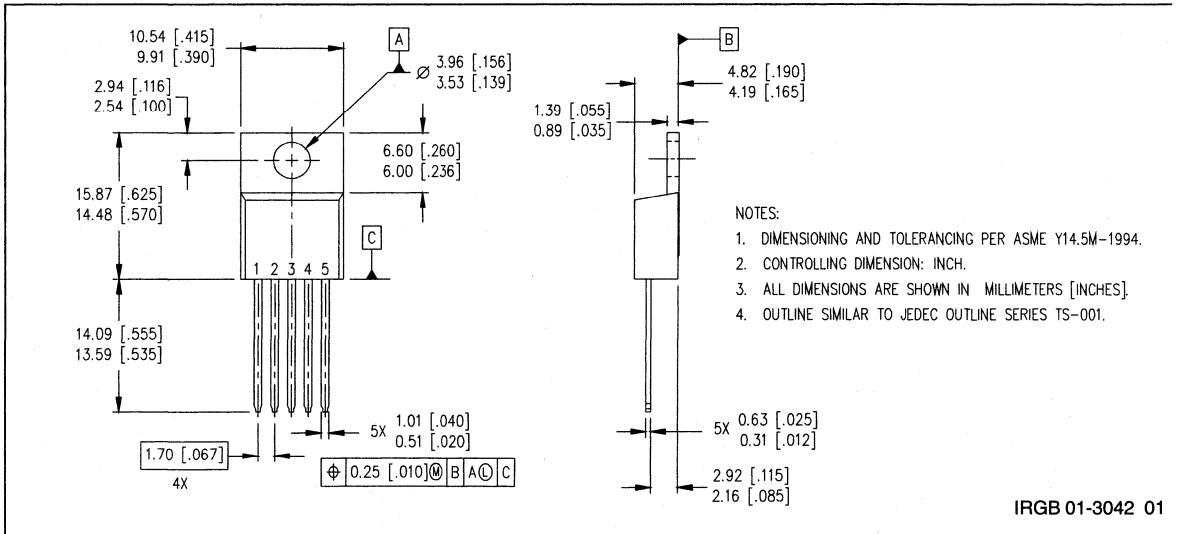 10.54 [.415]
9.91 [.390]
A
⌀ 3.96 [.156]
3.53 [.139]
2.94 [.116]
2.54 [.100]
6.60 [.260]
6.00 [.236]
15.87 [.625]
14.48 [.570]
C
1 2 3 4 5
14.09 [.555]
13.59 [.535]
5X 1.01 [.040]
0.51 [.020]
1.70 [.067]
4X
⌖ 0.25 [.010]Ⓜ B AⓁ C
B
4.82 [.190]
4.19 [.165]
1.39 [.055]
0.89 [.035]
NOTES:
1. DIMENSIONING AND TOLERANCING PER ASME Y14.5M-1994.
2. CONTROLLING DIMENSION: INCH.
3. ALL DIMENSIONS ARE SHOWN IN MILLIMETERS [INCHES].
4. OUTLINE SIMILAR TO JEDEC OUTLINE SERIES TS-001.
5X 0.63 [.025]
0.31 [.012]
2.92 [.115]
2.16 [.085]
IRGB 01-3042 01